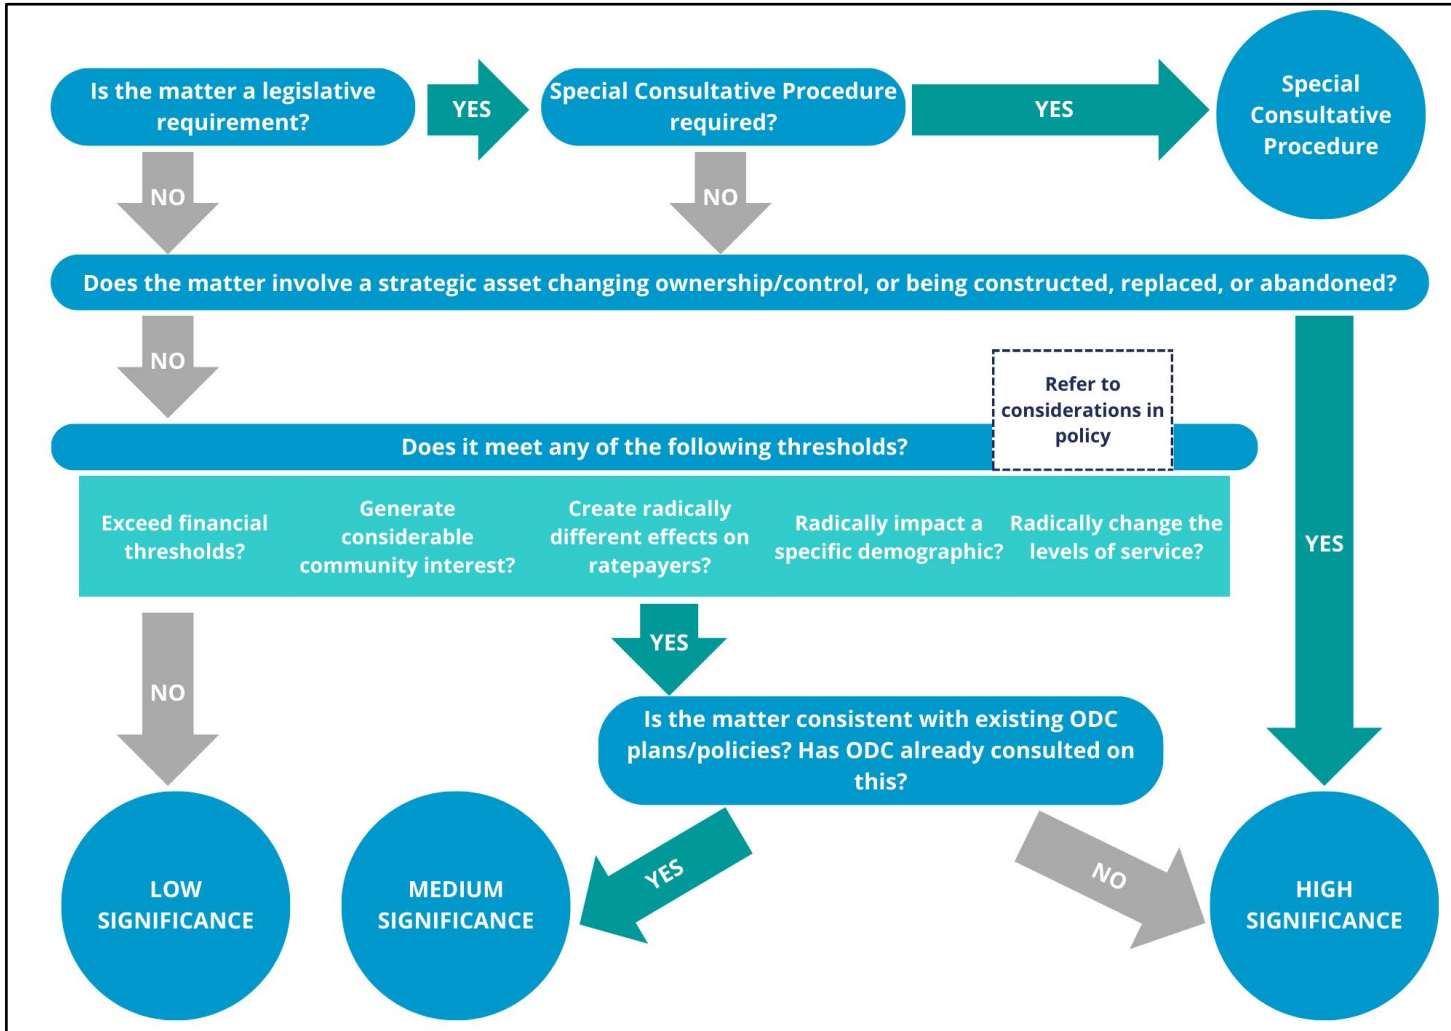 Is the matter a legislative
requirement?
YES
Special Consultative Procedure
required?
YES
Special
Consultative
Procedure
NO
NO
Does the matter involve a strategic asset changing ownership/control, or being constructed, replaced, or abandoned?
NO
Refer to
considerations in
policy
Does it meet any of the following thresholds?
Exceed financial
thresholds?
Generate
considerable
community interest?
Create radically
different effects on
ratepayers?
Radically impact a
specific demographic?
Radically change the
levels of service?
YES
YES
NO
Is the matter consistent with existing ODC
plans/policies? Has ODC already consulted on
this?
YES
NO
LOW
SIGNIFICANCE
MEDIUM
SIGNIFICANCE
HIGH
SIGNIFICANCE